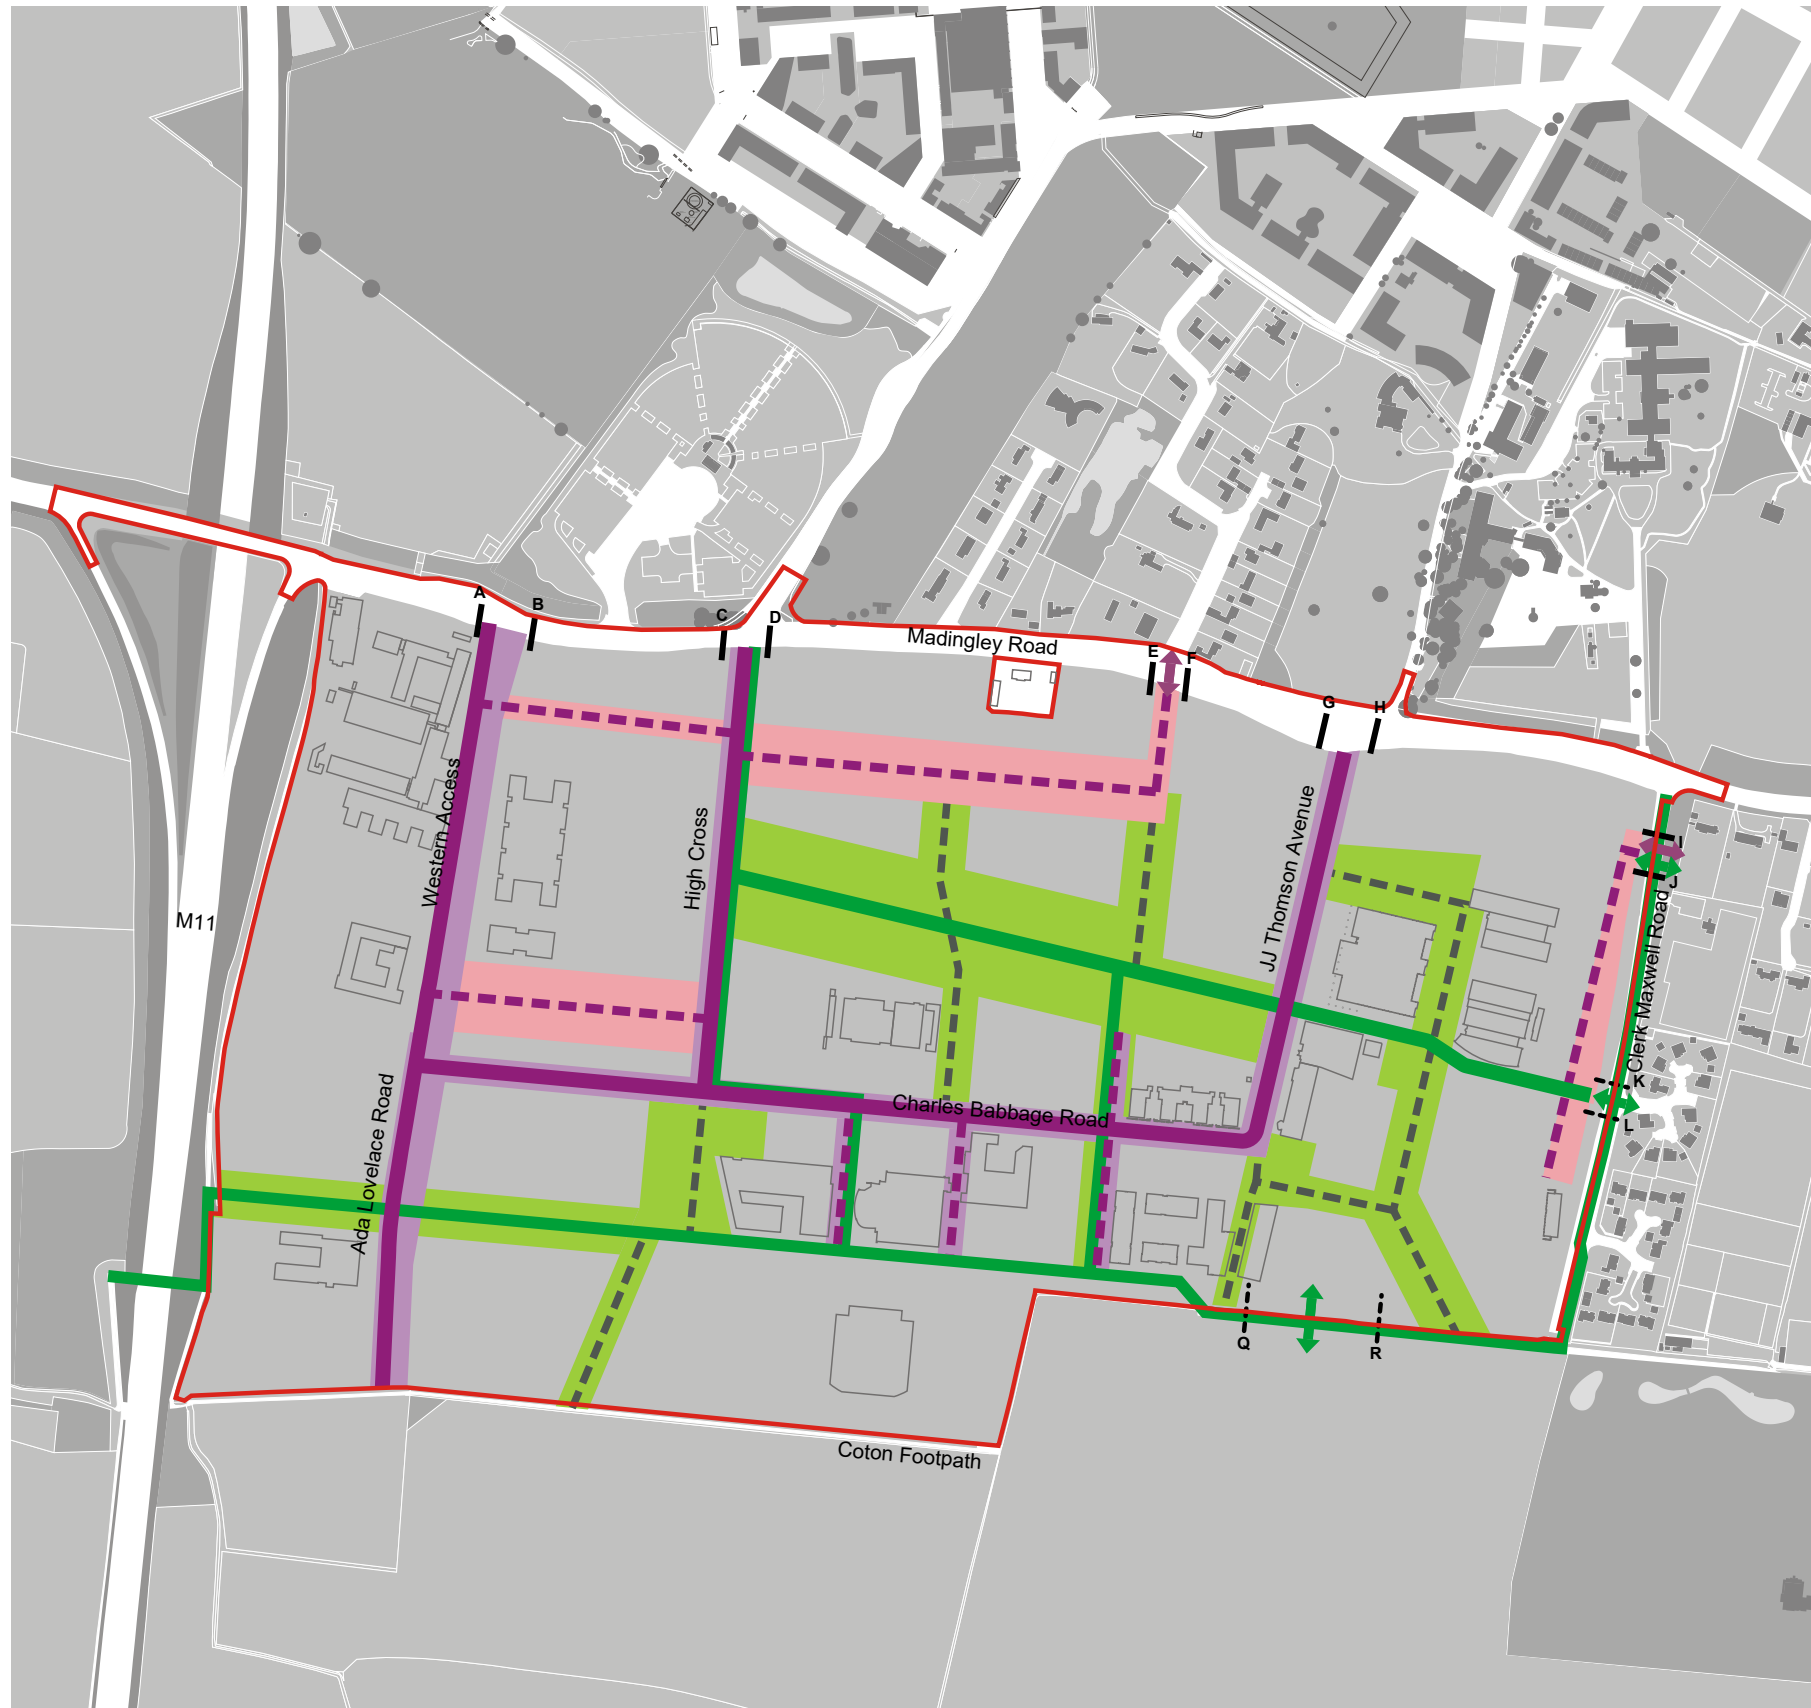 A
B
C
D
Madingley Road
E
F
G
H
I
J
Western Access
High Cross
JJ Thomson Avenue
Clerk Maxwell Road
M11
K
L
Ada Lovelace Road
Charles Babbage Road
Q
R
Coton Footpath